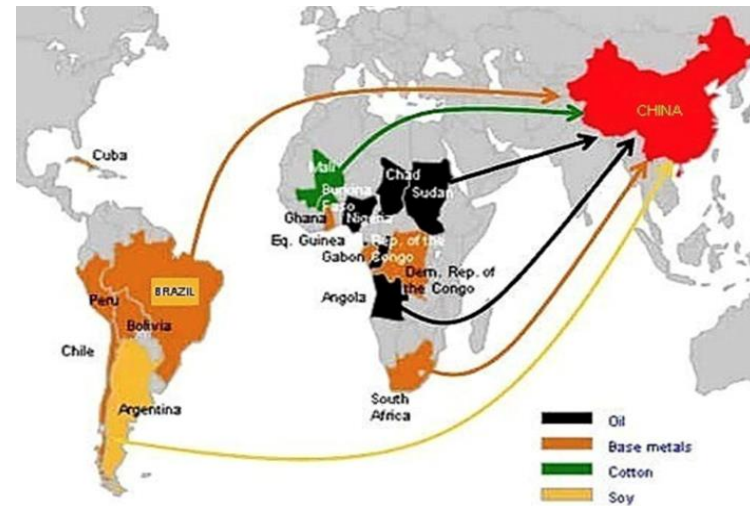 CHINA
Cuba
Mali
Chad
Burkina
Faso
Sudan
Ghana
Nigeria
Eq. Guinea
Rep. of the
Gabon Congo
Dem. Rep. of
the Congo
Angola
Peru
BRAZIL
Bolivia
Chile
Argentina
South
Africa
Oil
Base metals
Cotton
Soy